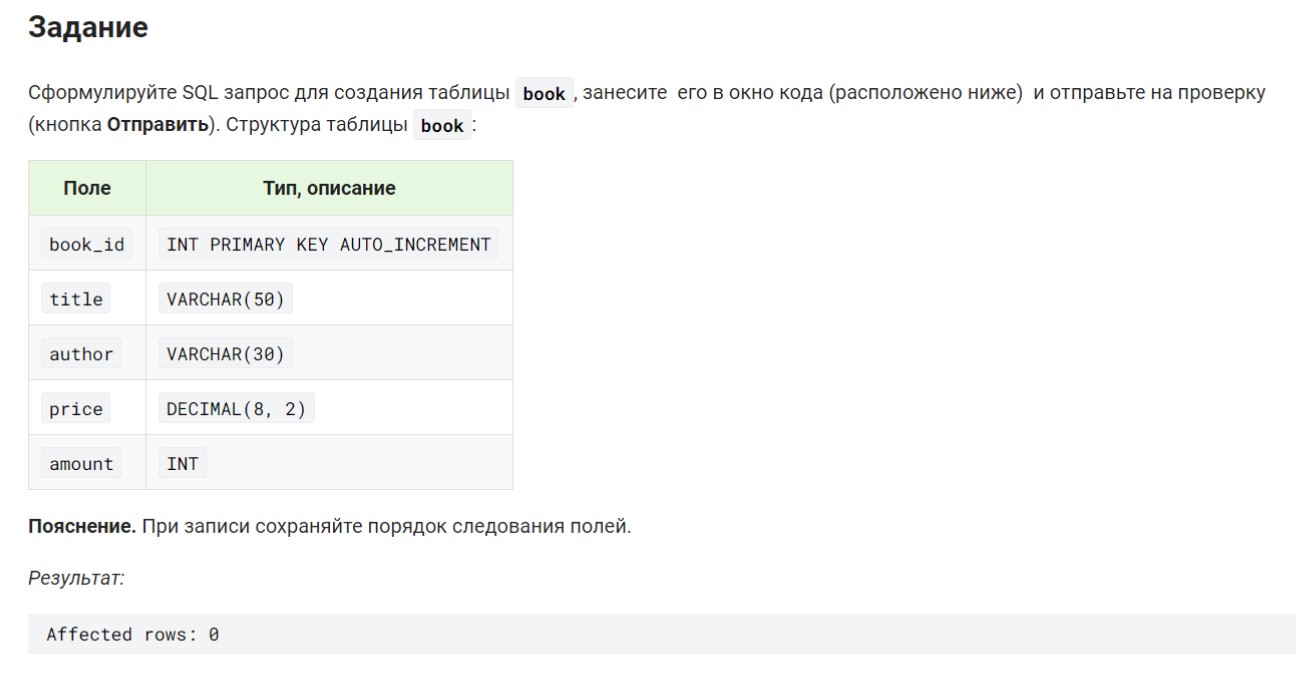 Задание
Сформулируйте SQL запрос для создания таблицы book , занесите его в окно кода (расположено ниже) и отправьте на проверку
(кнопка Отправить). Структура таблицы book :
Поле Тип, описание
book_id INT PRIMARY KEY AUTO_INCREMENT
title VARCHAR(50)
author VARCHAR(30)
price DECIMAL(8, 2)
amount INT
Пояснение. При записи сохраняйте порядок следования полей.
Результат:
Affected rows: 0